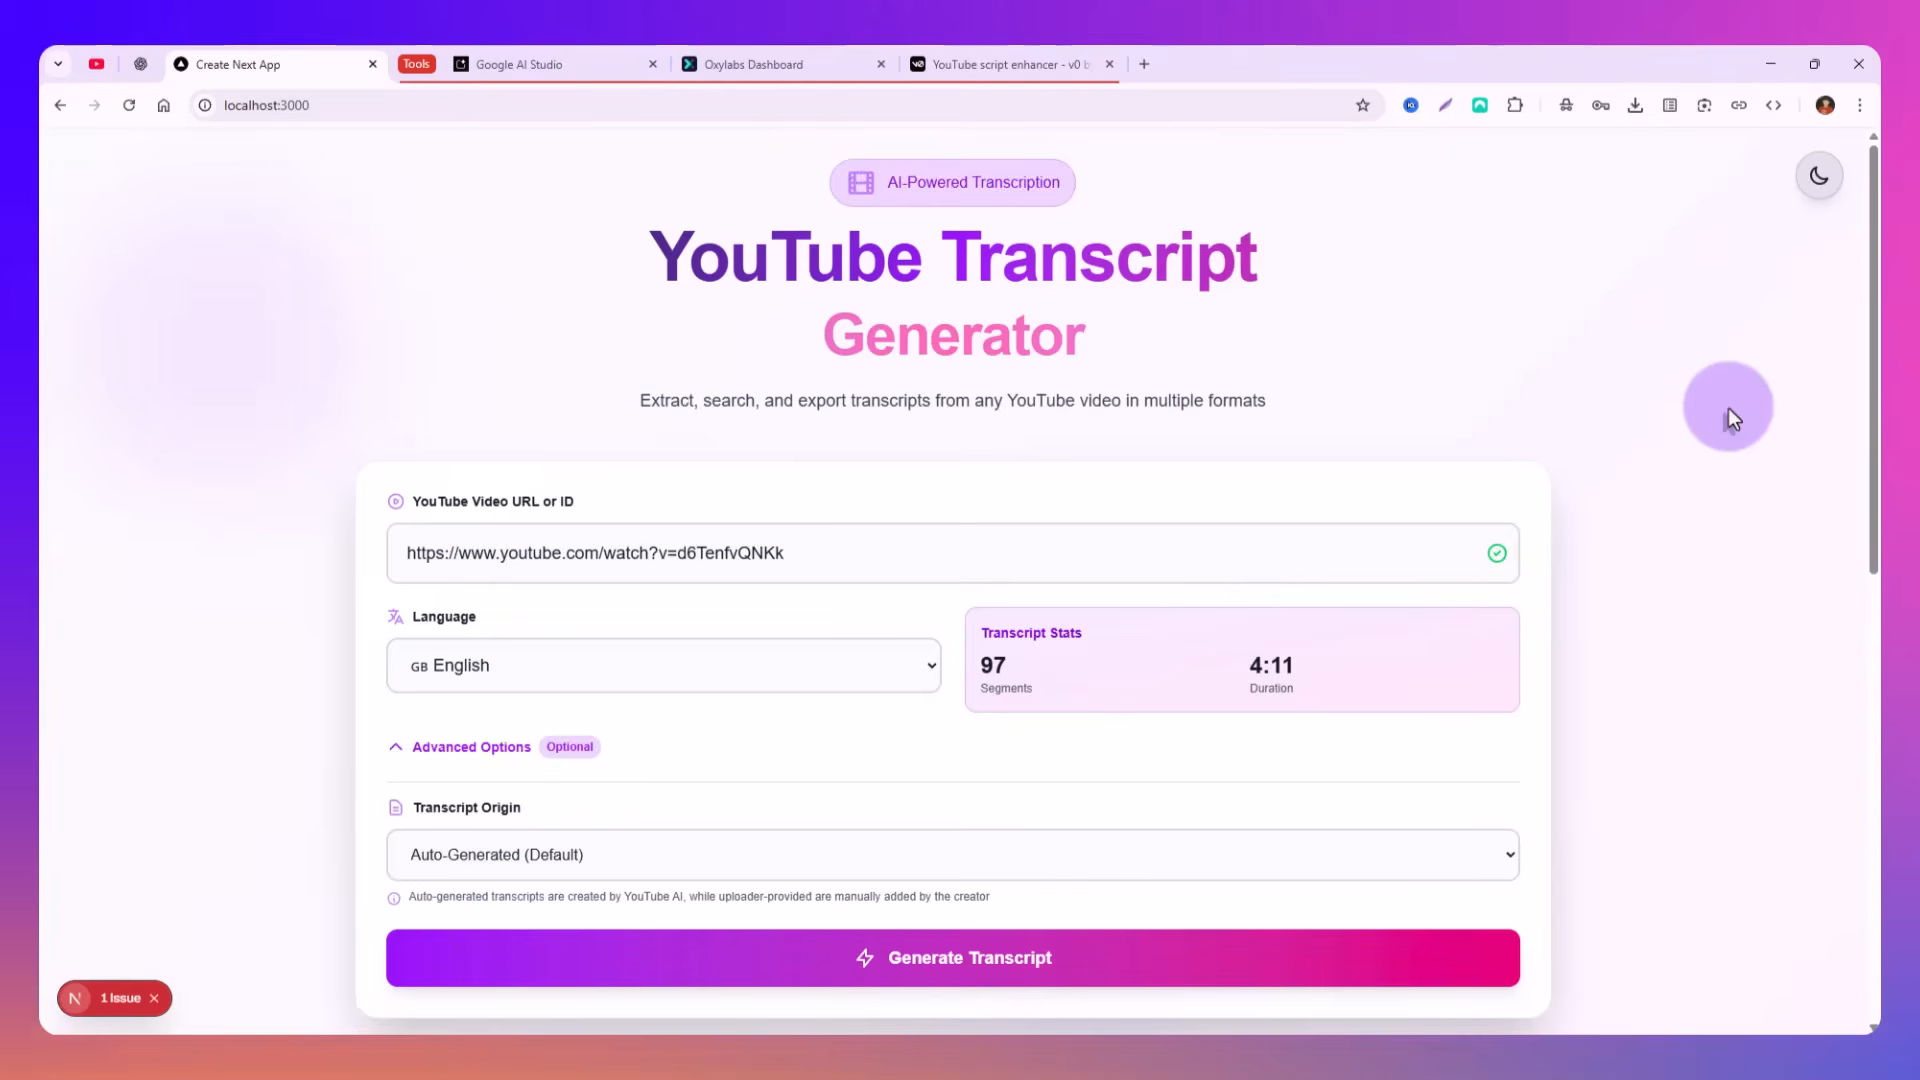 Create Next App
Tools
Google AI Studio
Oxylabs Dashboard
YouTube script enhancer - v0 b
localhost:3000
AI-Powered Transcription
YouTube Transcript
Generator
Extract, search, and export transcripts from any YouTube video in multiple formats
YouTube Video URL or ID
https://www.youtube.com/watch?v=d6TenfvQNKk
Language
GB English
Transcript Stats
97
4:11
Segments
Duration
Advanced Options Optional
Transcript Origin
Auto-Generated (Default)
Auto-generated transcripts are created by YouTube AI, while uploader-provided are manually added by the creator
Generate Transcript
N 1 Issue